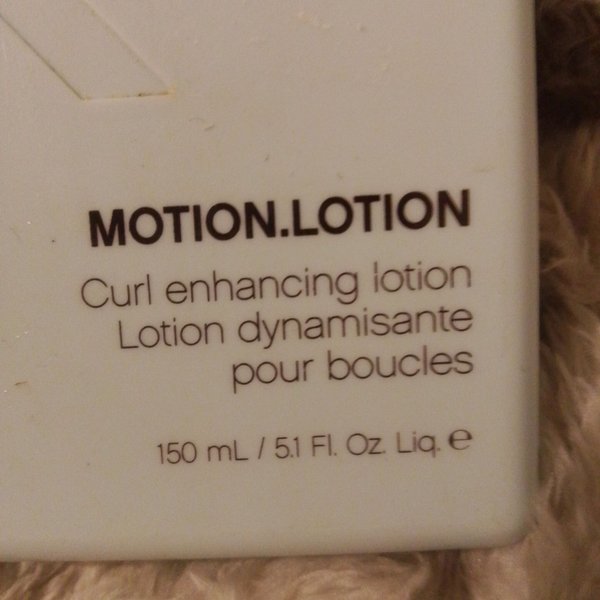 MOTION.LOTION
Curl enhancing lotion
Lotion dynamisante
pour boucles
150 mL / 5.1 Fl. Oz. Liq. ℮